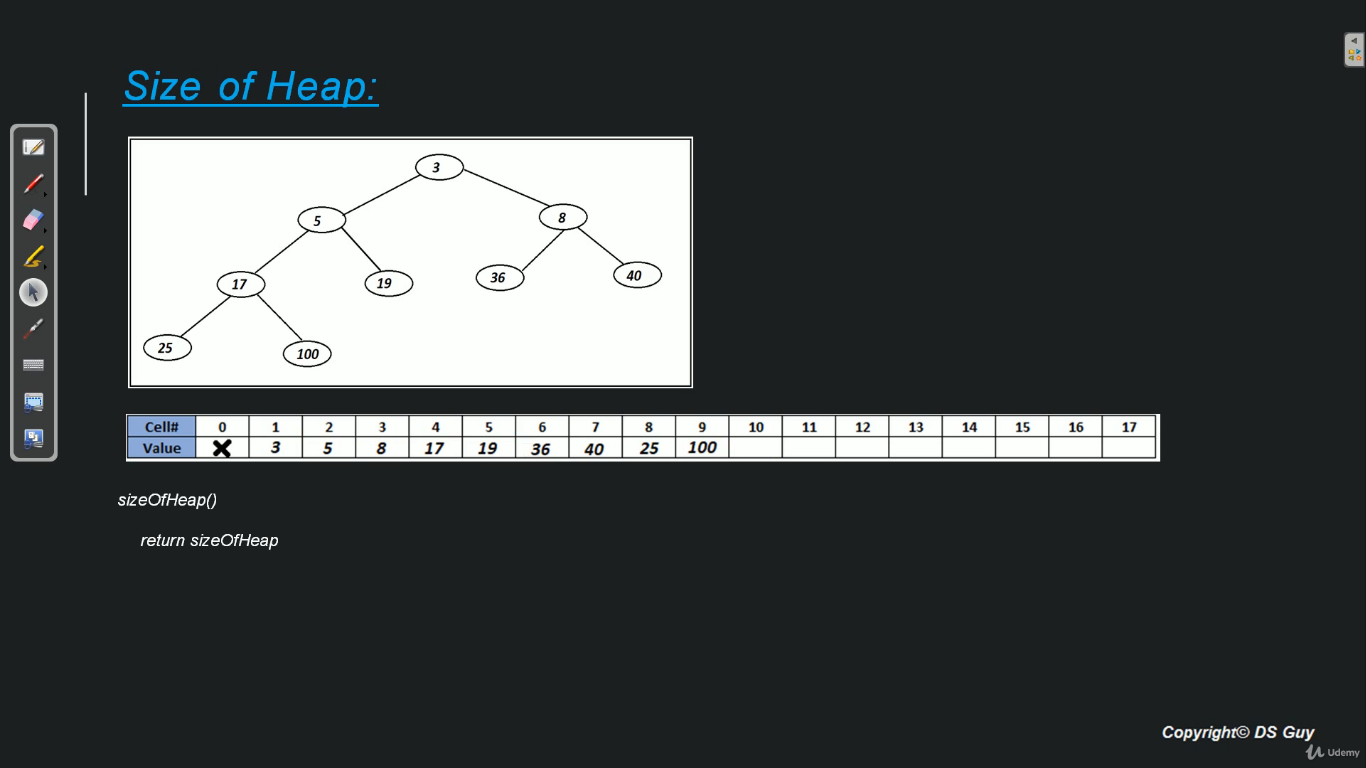 Size of Heap:
3
5
8
17
19
36
40
25
100
Cell# 0 1 2 3 4 5 6 7 8 9 10 11 12 13 14 15 16 17
Value ✕ 3 5 8 17 19 36 40 25 100
sizeOfHeap()
return sizeOfHeap
Copyright© DS Guy
Udemy